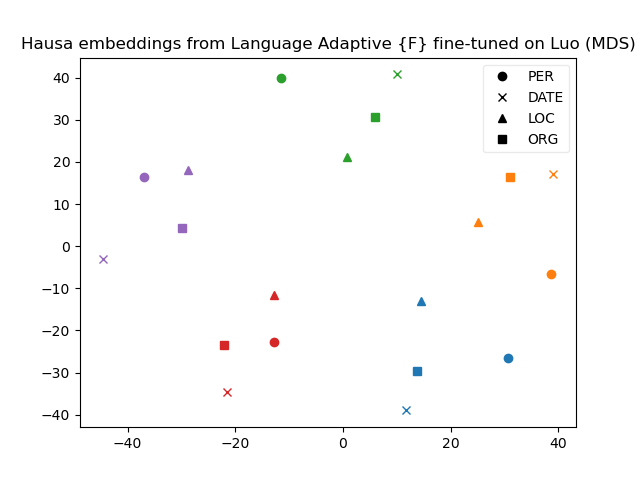 Hausa embeddings from Language Adaptive {F} fine-tuned on Luo (MDS)
PER
DATE
LOC
ORG
40
30
20
10
0
−10
−20
−30
−40
−40
−20
0
20
40